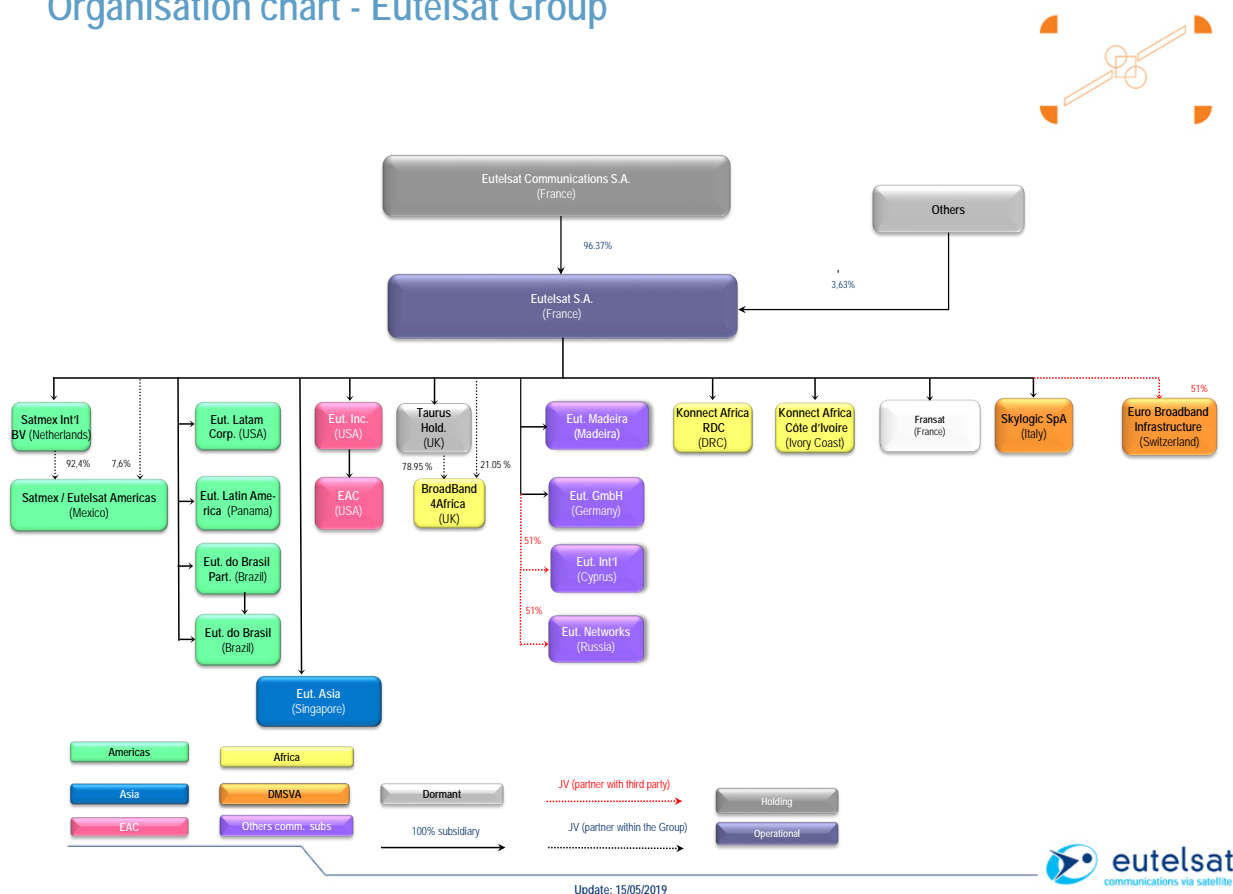 Organisation chart - Eutelsat Group
Eutelsat Communications S.A.
(France)
Others
96.37%
3,63%
Eutelsat S.A.
(France)
Satmex Int'l
BV (Netherlands)
Eut. Latam
Corp. (USA)
Eut. Inc.
(USA)
Taurus
Hold.
(UK)
Eut. Madeira
(Madeira)
Konnect Africa
RDC
(DRC)
Konnect Africa
Côte d'Ivoire
(Ivory Coast)
Fransat
(France)
Skylogic SpA
(Italy)
51%
Euro Broadband
Infrastructure
(Switzerland)
92,4%
7,6%
78.95 %
21.05 %
Satmex / Eutelsat Americas
(Mexico)
Eut. Latin Ame-
rica (Panama)
EAC
(USA)
BroadBand
4Africa
(UK)
Eut. GmbH
(Germany)
51%
Eut. do Brasil
Part. (Brazil)
Eut. Int'l
(Cyprus)
51%
Eut. do Brasil
(Brazil)
Eut. Networks
(Russia)
Eut. Asia
(Singapore)
Americas
Africa
Asia
DMSVA
Dormant
JV (partner with third party)
Holding
EAC
Others comm. subs
100% subsidiary
JV (partner within the Group)
Operational
Update: 15/05/2019
eutelsat
communications via satellite